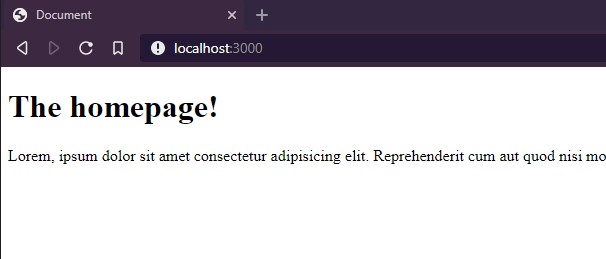 Document
localhost:3000
The homepage!
Lorem, ipsum dolor sit amet consectetur adipisicing elit. Reprehenderit cum aut quod nisi mo